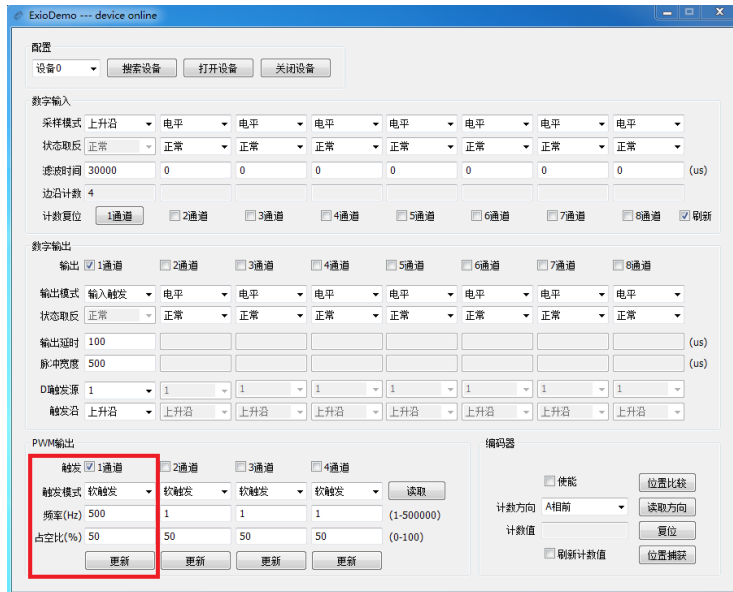 ExioDemo --- device online
配置
设备0 搜索设备 打开设备 关闭设备
数字输入
采样模式 上升沿 电平 电平 电平 电平 电平 电平 电平
状态取反 正常 正常 正常 正常 正常 正常 正常 正常
滤波时间 30000 0 0 0 0 0 0 0 (us)
边沿计数 4
计数复位 1通道 2通道 3通道 4通道 5通道 6通道 7通道 8通道 刷新
数字输出
输出 1通道 2通道 3通道 4通道 5通道 6通道 7通道 8通道
输出模式 输入触发 电平 电平 电平 电平 电平 电平 电平
状态取反 正常 正常 正常 正常 正常 正常 正常 正常
输出延时 100 (us)
脉冲宽度 500 (us)
D触发源 1 1 1 1 1 1 1 1
触发沿 上升沿 上升沿 上升沿 上升沿 上升沿 上升沿 上升沿 上升沿
PWM输出
触发 1通道 2通道 3通道 4通道
触发模式 软触发 软触发 软触发 软触发 读取
频率(Hz) 500 1 1 1 (1-500000)
占空比(%) 50 50 50 50 (0-100)
更新 更新 更新 更新
编码器
使能 位置比较
计数方向 A相前 读取方向
计数值 复位
刷新计数值 位置捕获